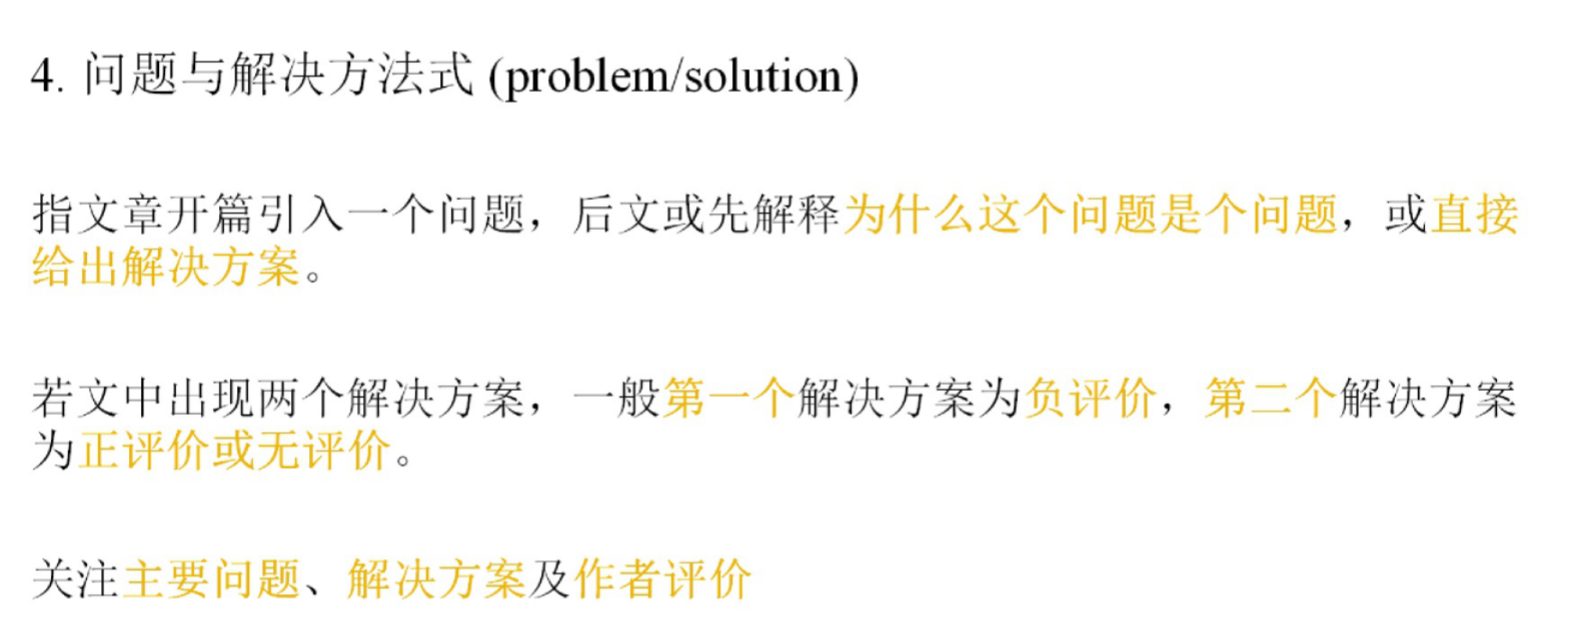 4. 问题与解决方法式 (problem/solution)
指文章开篇引入一个问题，后文或先解释为什么这个问题是个问题，或直接
给出解决方案。
若文中出现两个解决方案，一般第一个解决方案为负评价，第二个解决方案
为正评价或无评价。
关注主要问题、解决方案及作者评价